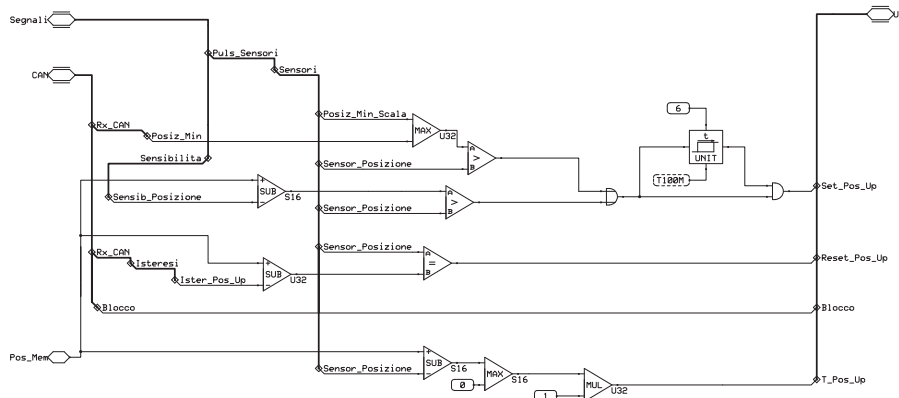 Segnali
U
Puls_Sensori
Sensori
CAN
Rx_CAN
Posiz_Min
Posiz_Min_Scala
MAX
U32
6
t
UNIT
T100M
Sensibilita
Sensor_Posizione
A
B
>
Sensib_Posizione
+
-
SUB
S16
Sensor_Posizione
A
B
>
Set_Pos_Up
Rx_CAN
Isteresi
Ister_Pos_Up
+
-
SUB
U32
Sensor_Posizione
A
B
=
Reset_Pos_Up
Blocco
Blocco
Pos_Mem
Sensor_Posizione
+
-
SUB
S16
0
MAX
S16
1
MUL
U32
T_Pos_Up